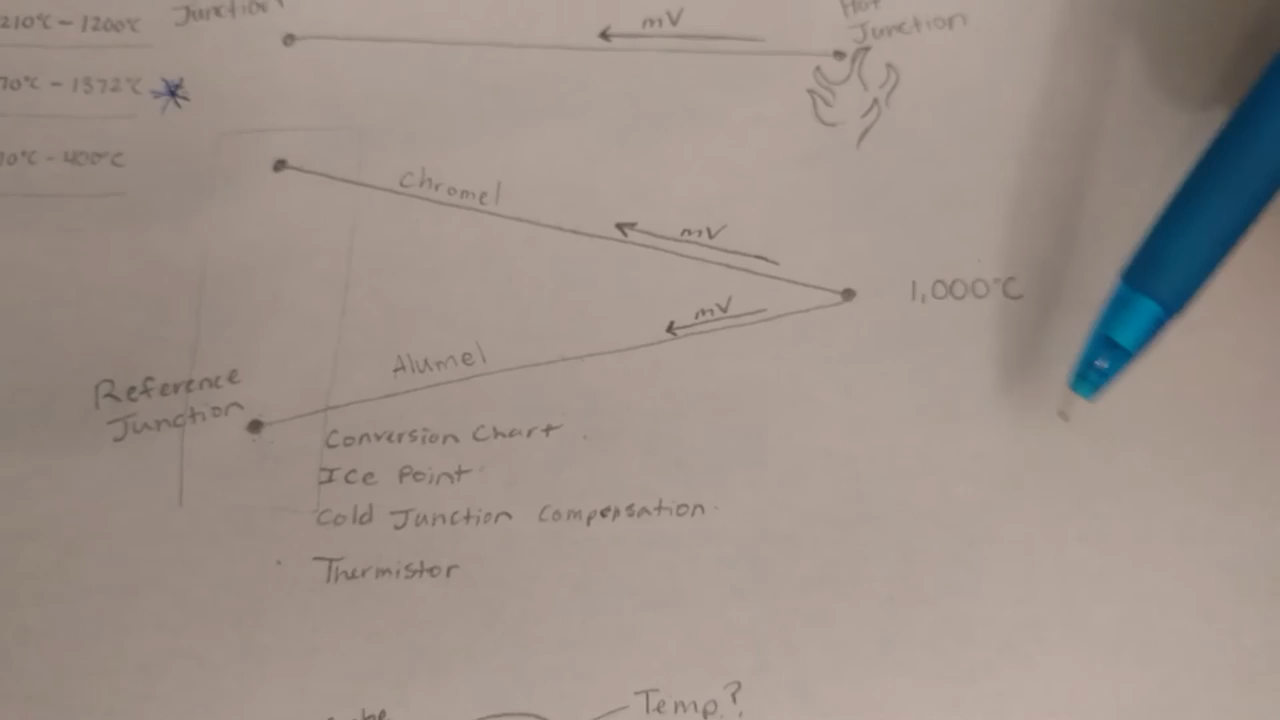 210°C - 1200°C
Junction
mV
Hot
Junction
70°C - 1372°C
0°C - 400°C
Chromel
mV
1,000°C
mV
Alumel
Reference
Junction
Conversion Chart
Ice Point
Cold Junction Compensation
Thermistor
Temp?